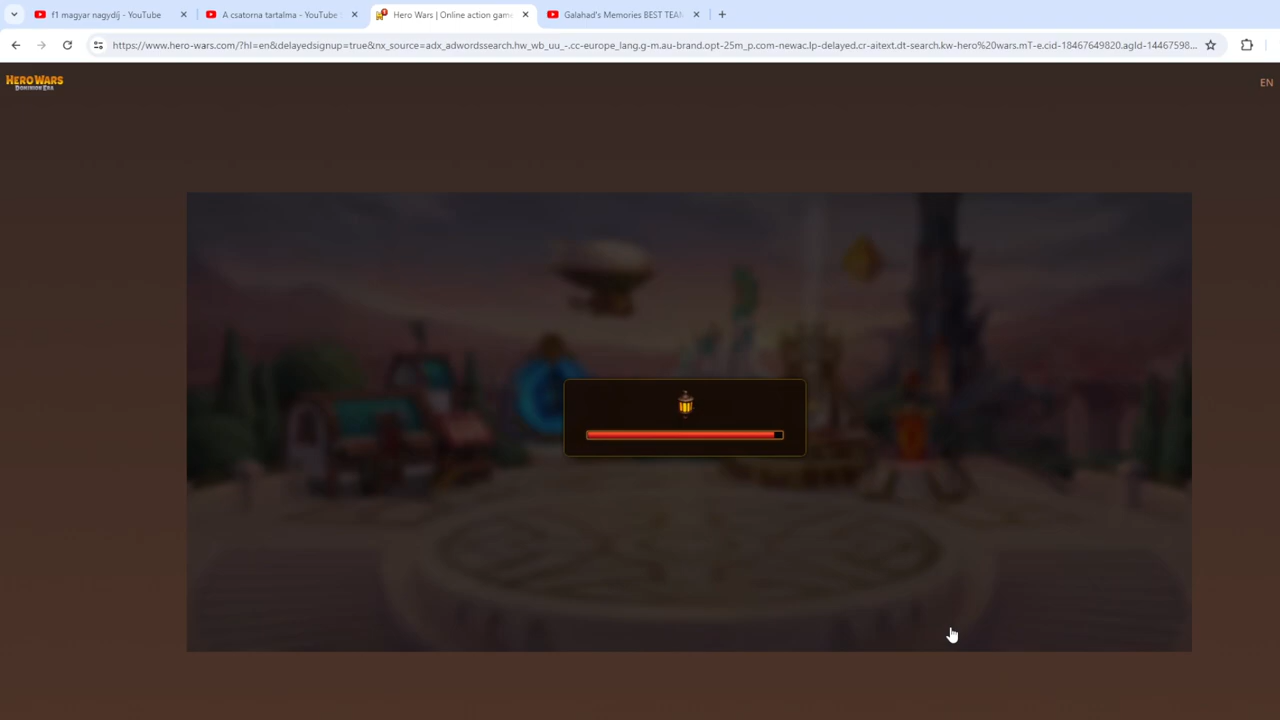 f1 magyar nagydíj - YouTube
A csatorna tartalma - YouTube
Hero Wars | Online action game
Galahad's Memories BEST TEAM
https://www.hero-wars.com/?hl=en&delayedsignup=true&nx_source=adx_adwordssearch.hw_wb_uu_-.cc-europe_lang.g-m.au-brand.opt-25m_p.com-newac.lp-delayed.cr-aitext.dt-search.kw-hero%20wars.mT-e.cid-18467649820.agId-14467598...
HERO WARS
DOMINION ERA
EN